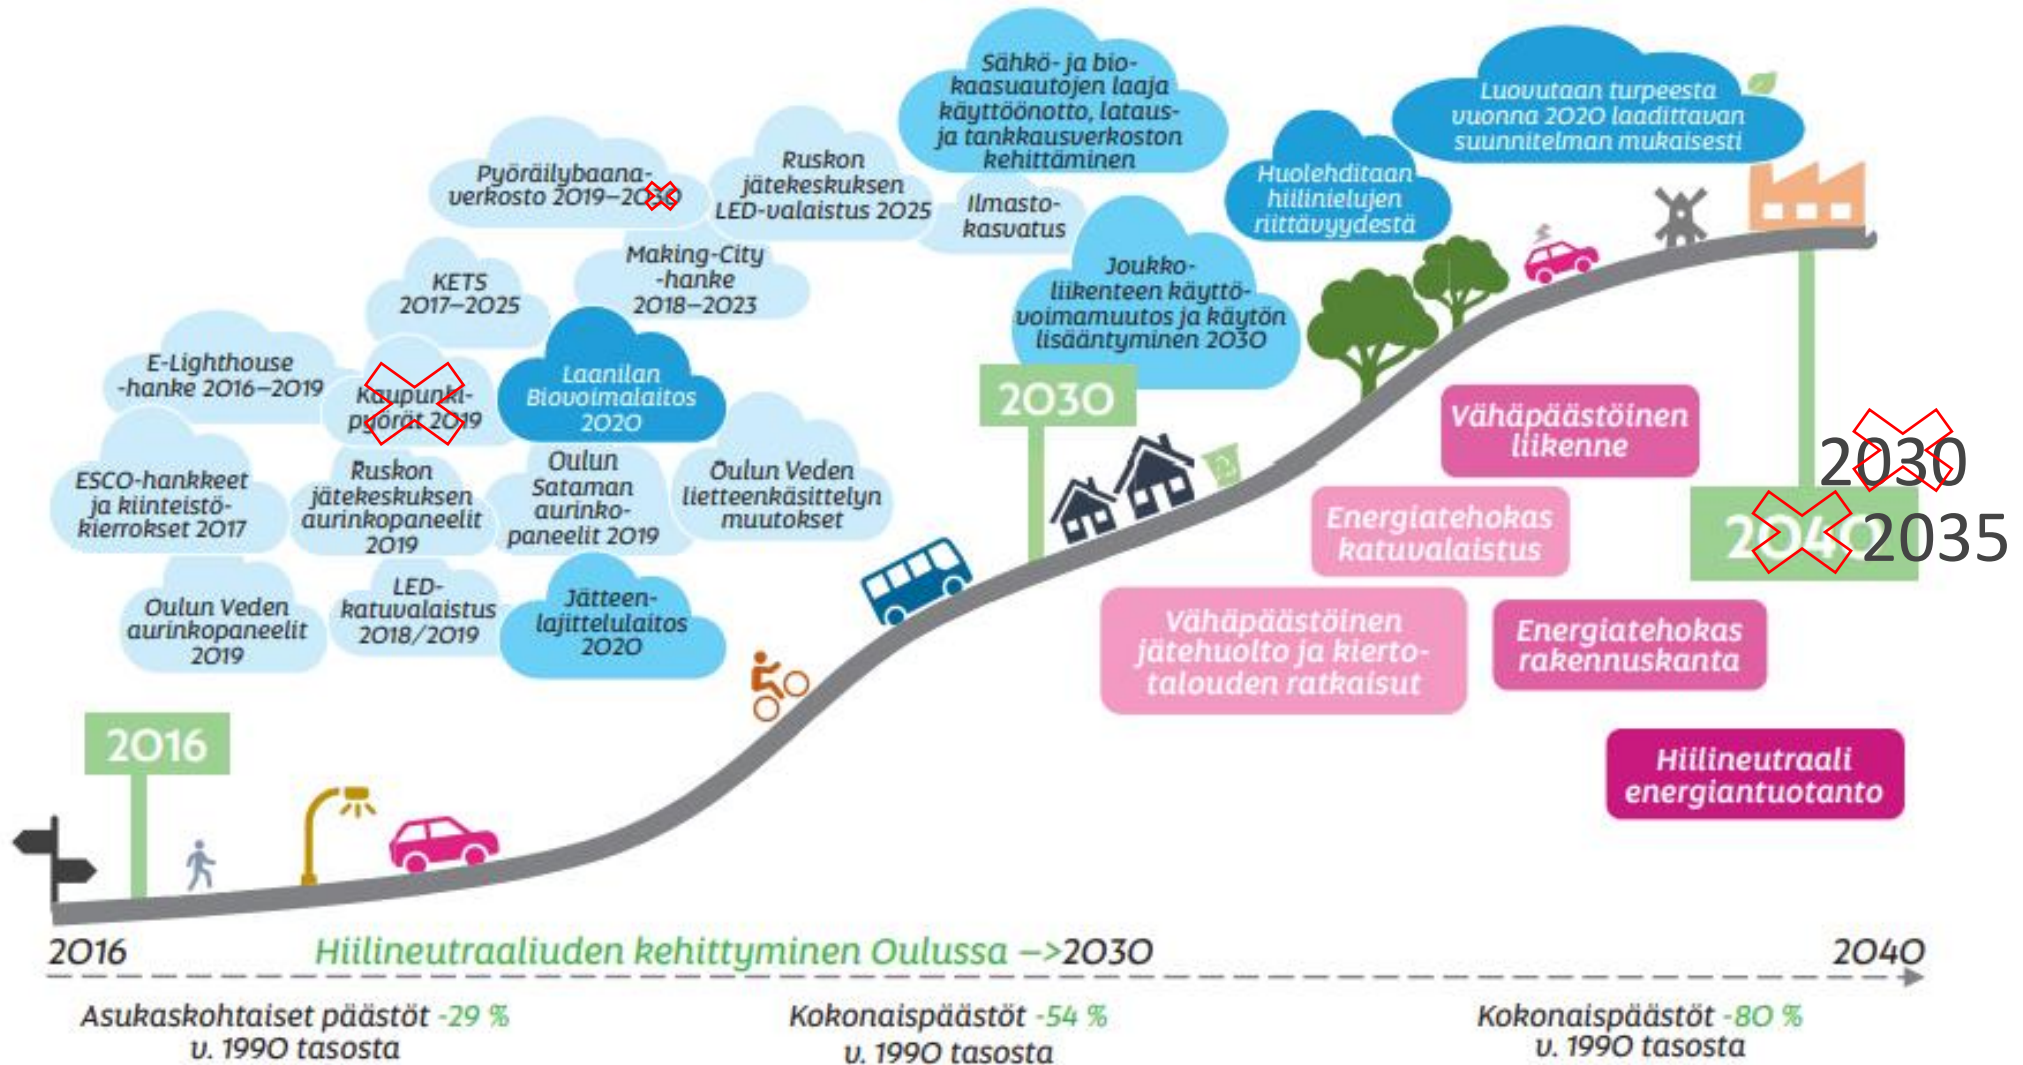 Sähkö- ja bio-
kaasuautojen laaja
käyttöönotto, lataus-
ja tankkausverkoston
kehittäminen
Luovutaan turpeesta
vuonna 2020 laadittavan
suunnitelman mukaisesti
Pyöräilybaana-
verkosto 2019–2030
Ruskon
jätekeskuksen
LED-valaistus 2025
Ilmasto-
kasvatus
Huolehditaan
hiilinielujen
riittävyydestä
KETS
2017–2025
Making-City
-hanke
2018–2023
Joukko-
liikenteen käyttö-
voimamuutos ja käytön
lisääntyminen 2030
E-Lighthouse
-hanke 2016–2019
Kaupunki-
pyörät 2019
Laanilan
Biovoimalaitos
2020
2030
Vähäpäästöinen
liikenne
2030
ESCO-hankkeet
ja kiinteistö-
kierrokset 2017
Ruskon
jätekeskuksen
aurinkopaneelit
2019
Oulun
Sataman
aurinko-
paneelit 2019
Oulun Veden
lietteenkäsittelyn
muutokset
Energiatehokas
katuvalaistus
2040 2035
Oulun Veden
aurinkopaneelit
2019
LED-
katuvalaistus
2018/2019
Jätteen-
lajittelulaitos
2020
Vähäpäästöinen
jätehuolto ja kierto-
talouden ratkaisut
Energiatehokas
rakennuskanta
2016
Hiilineutraali
energiantuotanto
2016 Hiilineutraaliuden kehittyminen Oulussa –>2030 2040
Asukaskohtaiset päästöt -29 %
v. 1990 tasosta
Kokonaispäästöt -54 %
v. 1990 tasosta
Kokonaispäästöt -80 %
v. 1990 tasosta